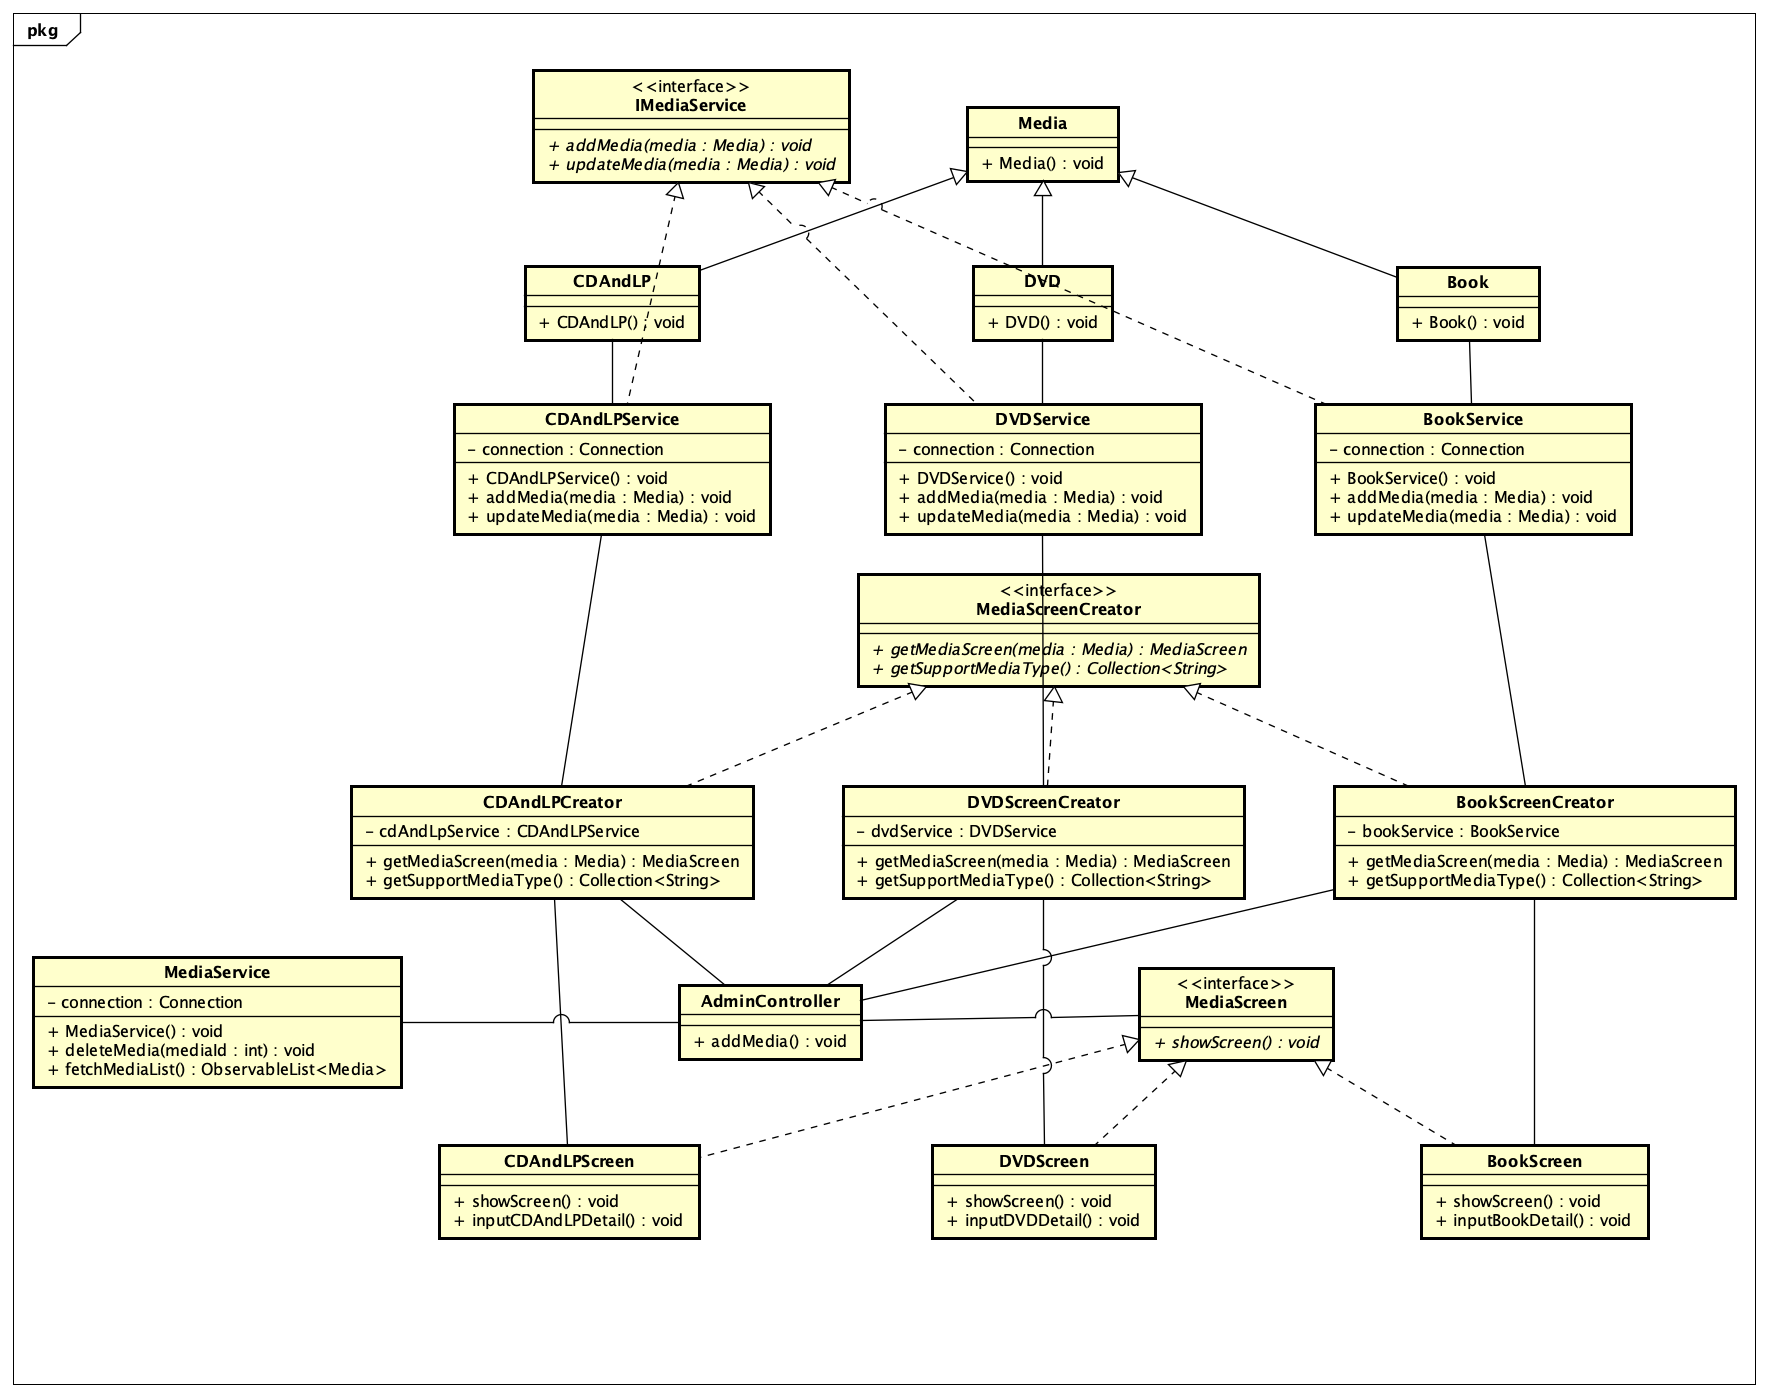 pkg
<<interface>>
IMediaService
+ addMedia(media : Media) : void
+ updateMedia(media : Media) : void
Media
+ Media() : void
CDAndLP
+ CDAndLP() : void
DVD
+ DVD() : void
Book
+ Book() : void
CDAndLPService
– connection : Connection
+ CDAndLPService() : void
+ addMedia(media : Media) : void
+ updateMedia(media : Media) : void
DVDService
– connection : Connection
+ DVDService() : void
+ addMedia(media : Media) : void
+ updateMedia(media : Media) : void
BookService
– connection : Connection
+ BookService() : void
+ addMedia(media : Media) : void
+ updateMedia(media : Media) : void
<<interface>>
MediaScreenCreator
+ getMediaScreen(media : Media) : MediaScreen
+ getSupportMediaType() : Collection<String>
CDAndLPCreator
– cdAndLpService : CDAndLPService
+ getMediaScreen(media : Media) : MediaScreen
+ getSupportMediaType() : Collection<String>
DVDScreenCreator
– dvdService : DVDService
+ getMediaScreen(media : Media) : MediaScreen
+ getSupportMediaType() : Collection<String>
BookScreenCreator
– bookService : BookService
+ getMediaScreen(media : Media) : MediaScreen
+ getSupportMediaType() : Collection<String>
MediaService
– connection : Connection
+ MediaService() : void
+ deleteMedia(mediaId : int) : void
+ fetchMediaList() : ObservableList<Media>
AdminController
+ addMedia() : void
<<interface>>
MediaScreen
+ showScreen() : void
CDAndLPScreen
+ showScreen() : void
+ inputCDAndLPDetail() : void
DVDScreen
+ showScreen() : void
+ inputDVDDetail() : void
BookScreen
+ showScreen() : void
+ inputBookDetail() : void